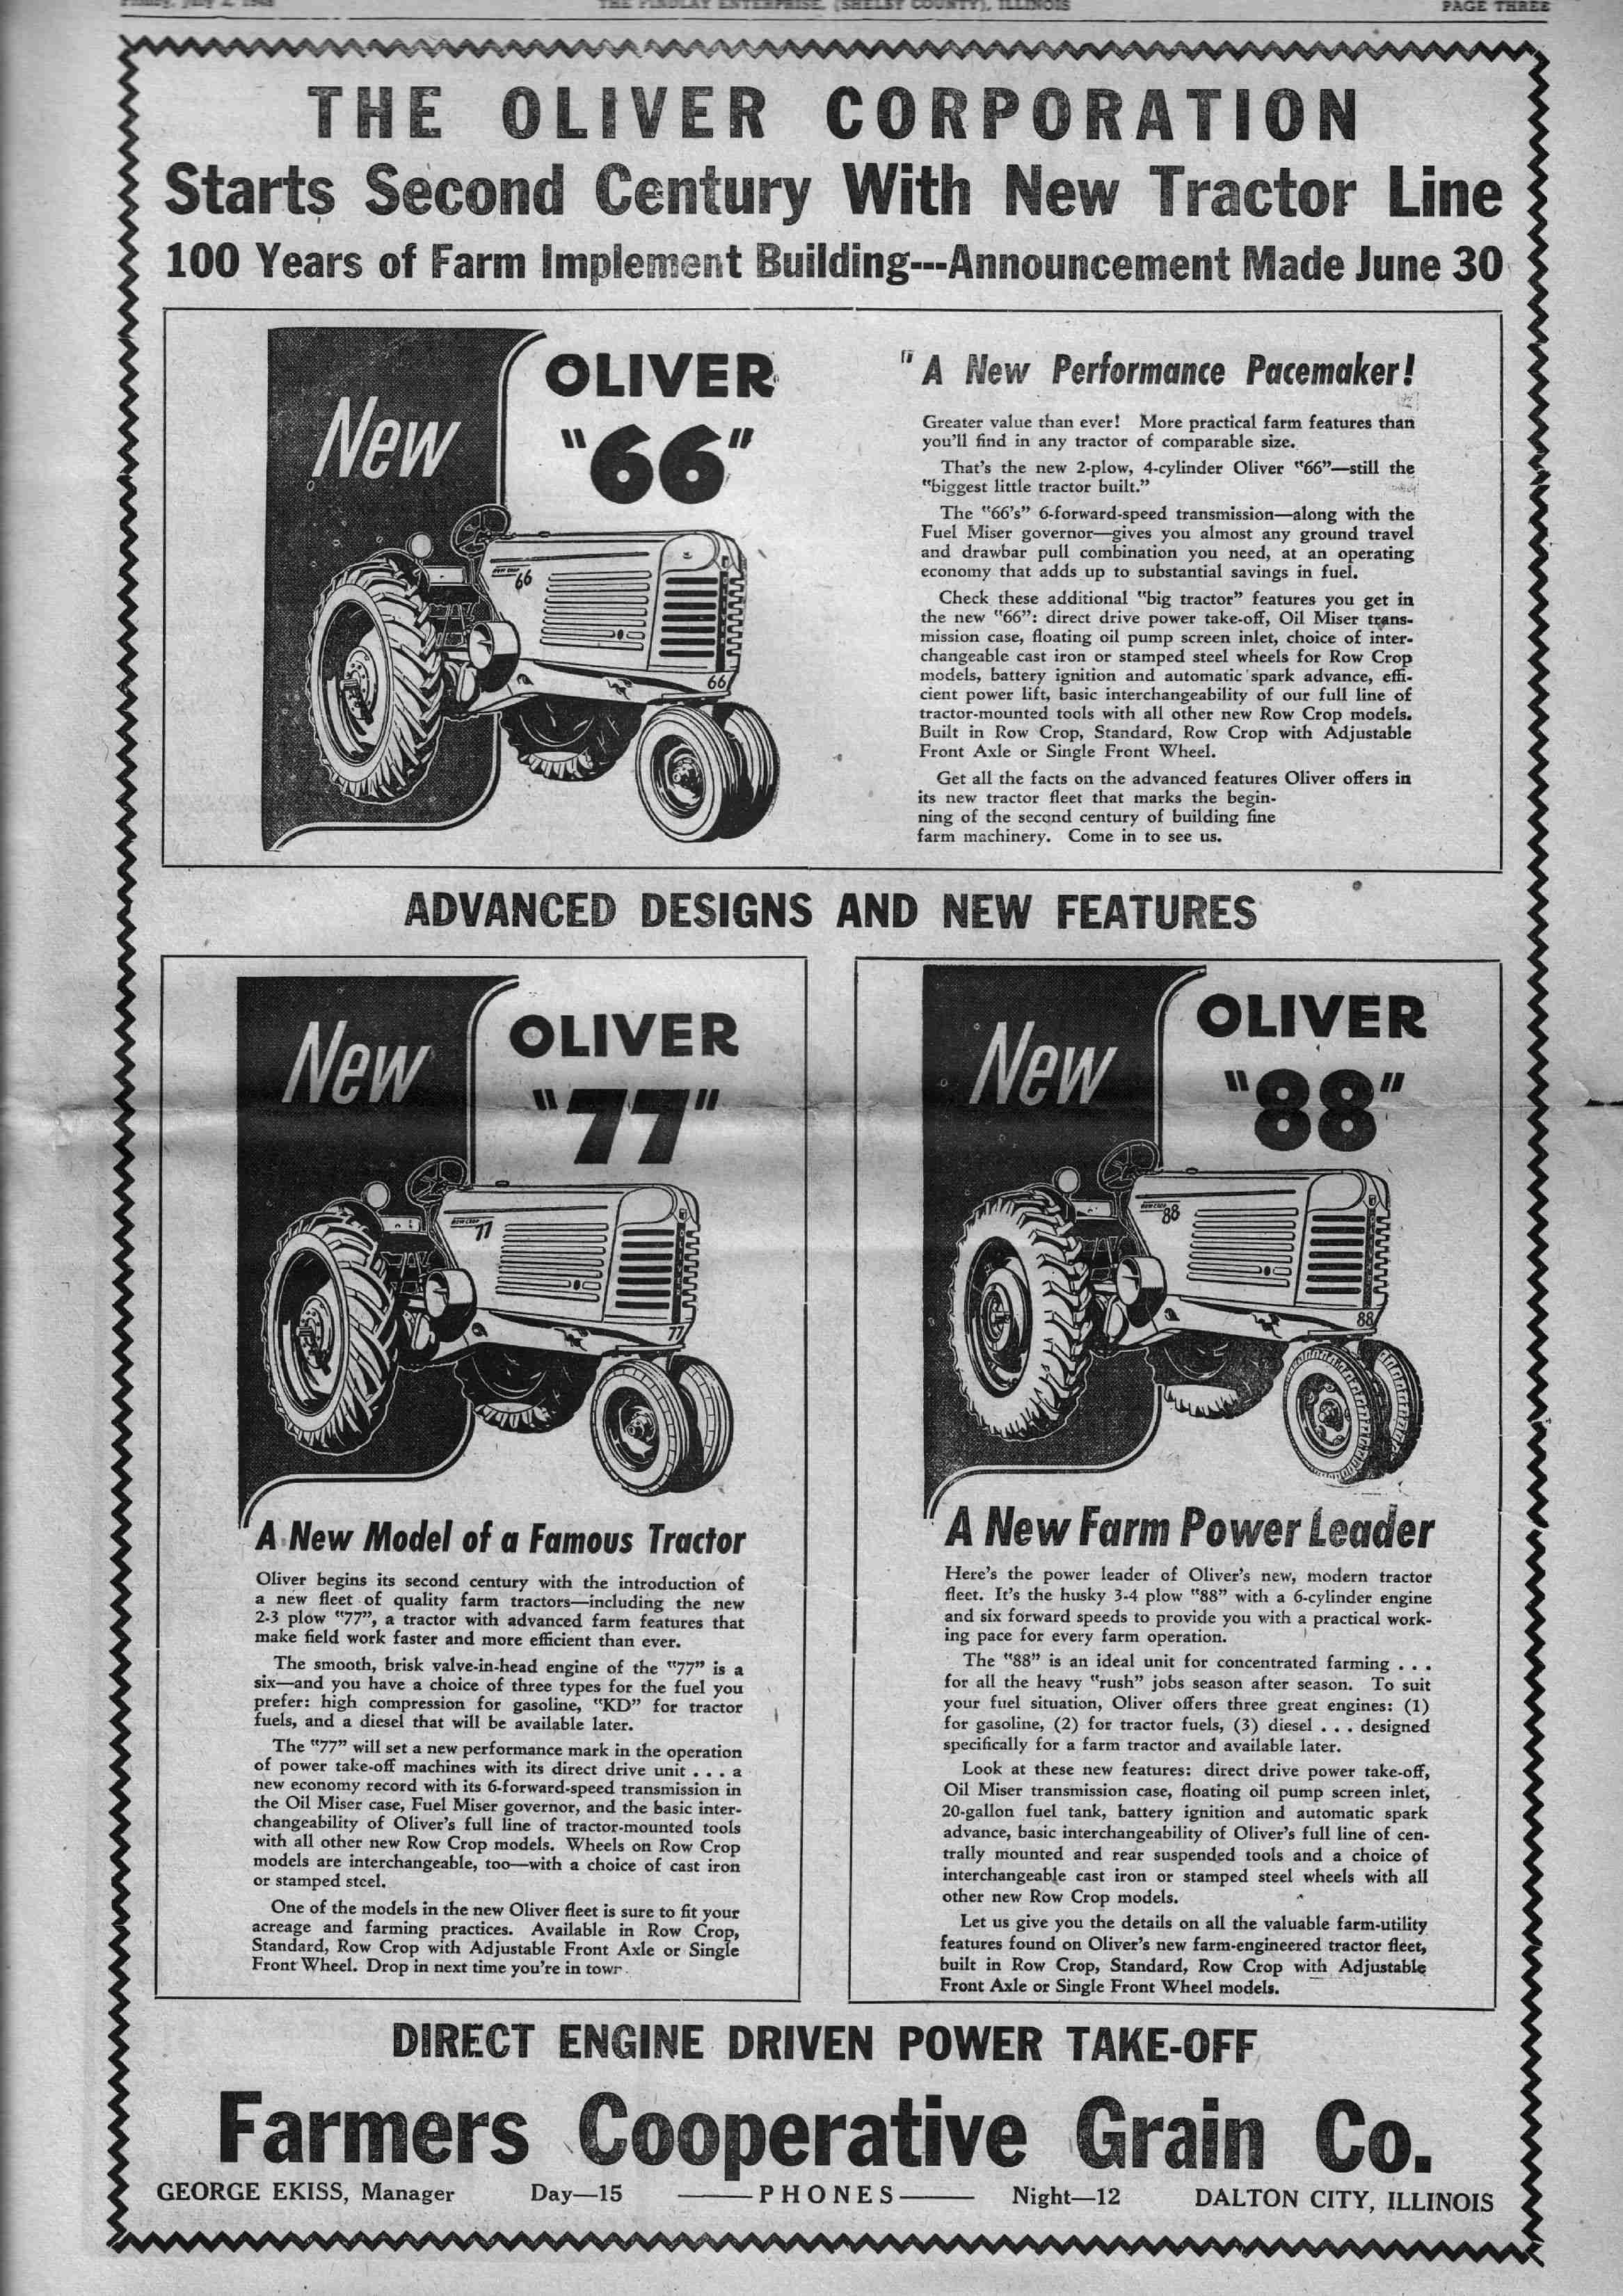 Friday, July 2, 1948 THE FINDLAY ENTERPRISE, (SHELBY COUNTY), ILLINOIS PAGE THREE
THE OLIVER CORPORATION
Starts Second Century With New Tractor Line
100 Years of Farm Implement Building---Announcement Made June 30
New
OLIVER
"66"
ROW CROP
66
66
"A New Performance Pacemaker!
Greater value than ever! More practical farm features than
you'll find in any tractor of comparable size.
That's the new 2-plow, 4-cylinder Oliver "66"—still the
"biggest little tractor built."
The "66's" 6-forward-speed transmission—along with the
Fuel Miser governor—gives you almost any ground travel
and drawbar pull combination you need, at an operating
economy that adds up to substantial savings in fuel.
Check these additional "big tractor" features you get in
the new "66": direct drive power take-off, Oil Miser trans-
mission case, floating oil pump screen inlet, choice of inter-
changeable cast iron or stamped steel wheels for Row Crop
models, battery ignition and automatic spark advance, effi-
cient power lift, basic interchangeability of our full line of
tractor-mounted tools with all other new Row Crop models.
Built in Row Crop, Standard, Row Crop with Adjustable
Front Axle or Single Front Wheel.
Get all the facts on the advanced features Oliver offers in
its new tractor fleet that marks the begin-
ning of the second century of building fine
farm machinery. Come in to see us.
ADVANCED DESIGNS AND NEW FEATURES
New
OLIVER
"77"
ROW CROP
77
77
A New Model of a Famous Tractor
Oliver begins its second century with the introduction of
a new fleet of quality farm tractors—including the new
2-3 plow "77", a tractor with advanced farm features that
make field work faster and more efficient than ever.
The smooth, brisk valve-in-head engine of the "77" is a
six—and you have a choice of three types for the fuel you
prefer: high compression for gasoline, "KD" for tractor
fuels, and a diesel that will be available later.
The "77" will set a new performance mark in the operation
of power take-off machines with its direct drive unit . . . a
new economy record with its 6-forward-speed transmission in
the Oil Miser case, Fuel Miser governor, and the basic inter-
changeability of Oliver's full line of tractor-mounted tools
with all other new Row Crop models. Wheels on Row Crop
models are interchangeable, too—with a choice of cast iron
or stamped steel.
One of the models in the new Oliver fleet is sure to fit your
acreage and farming practices. Available in Row Crop,
Standard, Row Crop with Adjustable Front Axle or Single
Front Wheel. Drop in next time you're in town.
New
OLIVER
"88"
ROW CROP
88
88
A New Farm Power Leader
Here's the power leader of Oliver's new, modern tractor
fleet. It's the husky 3-4 plow "88" with a 6-cylinder engine
and six forward speeds to provide you with a practical work-
ing pace for every farm operation.
The "88" is an ideal unit for concentrated farming . . .
for all the heavy "rush" jobs season after season. To suit
your fuel situation, Oliver offers three great engines: (1)
for gasoline, (2) for tractor fuels, (3) diesel . . . designed
specifically for a farm tractor and available later.
Look at these new features: direct drive power take-off,
Oil Miser transmission case, floating oil pump screen inlet,
20-gallon fuel tank, battery ignition and automatic spark
advance, basic interchangeability of Oliver's full line of cen-
trally mounted and rear suspended tools and a choice of
interchangeable cast iron or stamped steel wheels with all
other new Row Crop models.
Let us give you the details on all the valuable farm-utility
features found on Oliver's new farm-engineered tractor fleet,
built in Row Crop, Standard, Row Crop with Adjustable
Front Axle or Single Front Wheel models.
DIRECT ENGINE DRIVEN POWER TAKE-OFF
Farmers Cooperative Grain Co.
GEORGE EKISS, Manager Day—15 ——PHONES—— Night—12 DALTON CITY, ILLINOIS